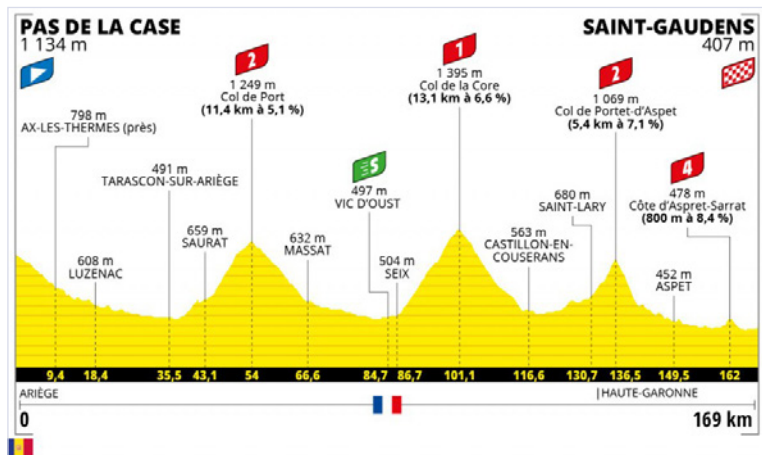 PAS DE LA CASE
1 134 m
SAINT-GAUDENS
407 m
2
1 249 m
Col de Port
(11,4 km à 5,1 %)
1
1 395 m
Col de la Core
(13,1 km à 6,6 %)
2
1 069 m
Col de Portet-d'Aspet
(5,4 km à 7,1 %)
798 m
AX-LES-THERMES (près)
491 m
TARASCON-SUR-ARIÈGE
S
497 m
VIC D'OUST
4
478 m
Côte d'Aspret-Sarrat
(800 m à 8,4 %)
680 m
SAINT-LARY
659 m
SAURAT
632 m
MASSAT
563 m
CASTILLON-EN-
COUSERANS
608 m
LUZENAC
504 m
SEIX
452 m
ASPET
9,4 18,4 35,5 43,1 54 66,6 84,7 86,7 101,1 116,6 130,7 136,5 149,5 162
ARIÈGE
HAUTE-GARONNE
0
169 km